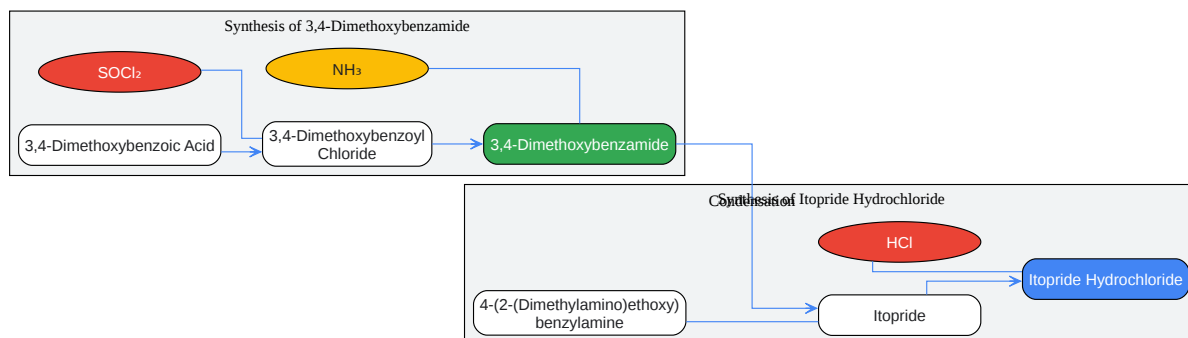 Synthesis of 3,4-Dimethoxybenzamide
SOCl₂
NH₃
3,4-Dimethoxybenzoic Acid
3,4-Dimethoxybenzoyl
Chloride
3,4-Dimethoxybenzamide
Synthesis of Itopride Hydrochloride
Condensation
HCl
Itopride Hydrochloride
4-(2-(Dimethylamino)ethoxy)
benzylamine
Itopride